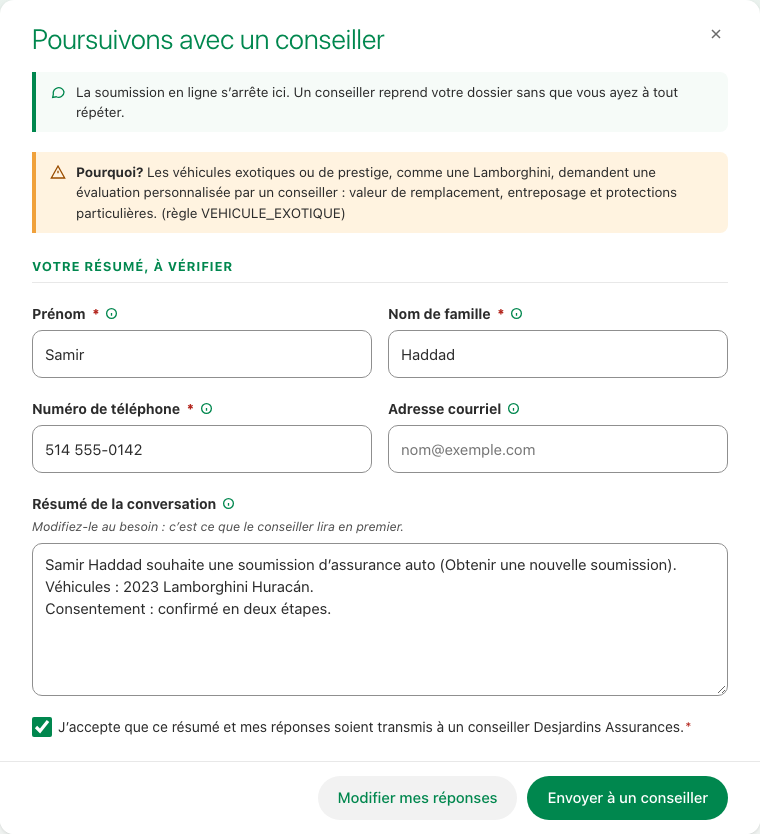 Poursuivons avec un conseiller
La soumission en ligne s’arrête ici. Un conseiller reprend votre dossier sans que vous ayez à tout
répéter.
Pourquoi? Les véhicules exotiques ou de prestige, comme une Lamborghini, demandent une
évaluation personnalisée par un conseiller : valeur de remplacement, entreposage et protections
particulières. (règle VEHICULE_EXOTIQUE)
VOTRE RÉSUMÉ, À VÉRIFIER
Prénom *
Samir
Nom de famille *
Haddad
Numéro de téléphone *
514 555-0142
Adresse courriel
nom@exemple.com
Résumé de la conversation
Modifiez-le au besoin : c’est ce que le conseiller lira en premier.
Samir Haddad souhaite une soumission d’assurance auto (Obtenir une nouvelle soumission).
Véhicules : 2023 Lamborghini Huracán.
Consentement : confirmé en deux étapes.
J’accepte que ce résumé et mes réponses soient transmis à un conseiller Desjardins Assurances.*
Modifier mes réponses
Envoyer à un conseiller